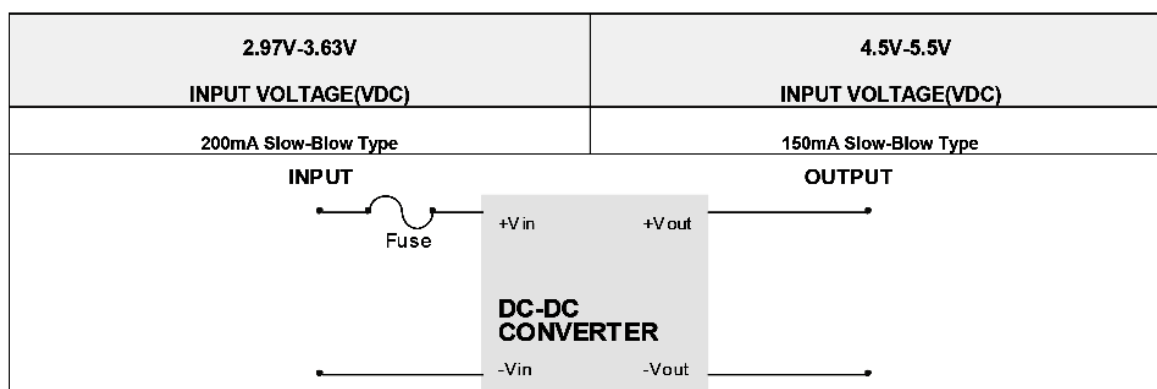 2.97V-3.63V
INPUT VOLTAGE(VDC)
4.5V-5.5V
INPUT VOLTAGE(VDC)
200mA Slow-Blow Type
150mA Slow-Blow Type
INPUT
OUTPUT
Fuse
+Vin
+Vout
DC-DC
CONVERTER
-Vin
-Vout